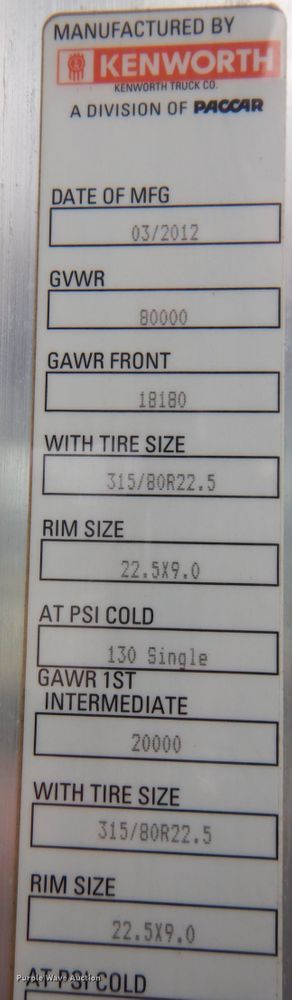 MANUFACTURED BY
KENWORTH
KENWORTH TRUCK CO.
A DIVISION OF PACCAR
DATE OF MFG
03/2012
GVWR
80000
GAWR FRONT
18180
WITH TIRE SIZE
315/80R22.5
RIM SIZE
22.5X9.0
AT PSI COLD
130 Single
GAWR 1ST
INTERMEDIATE
20000
WITH TIRE SIZE
315/80R22.5
RIM SIZE
22.5X9.0
AT PSI COLD
Purple Wave Auction